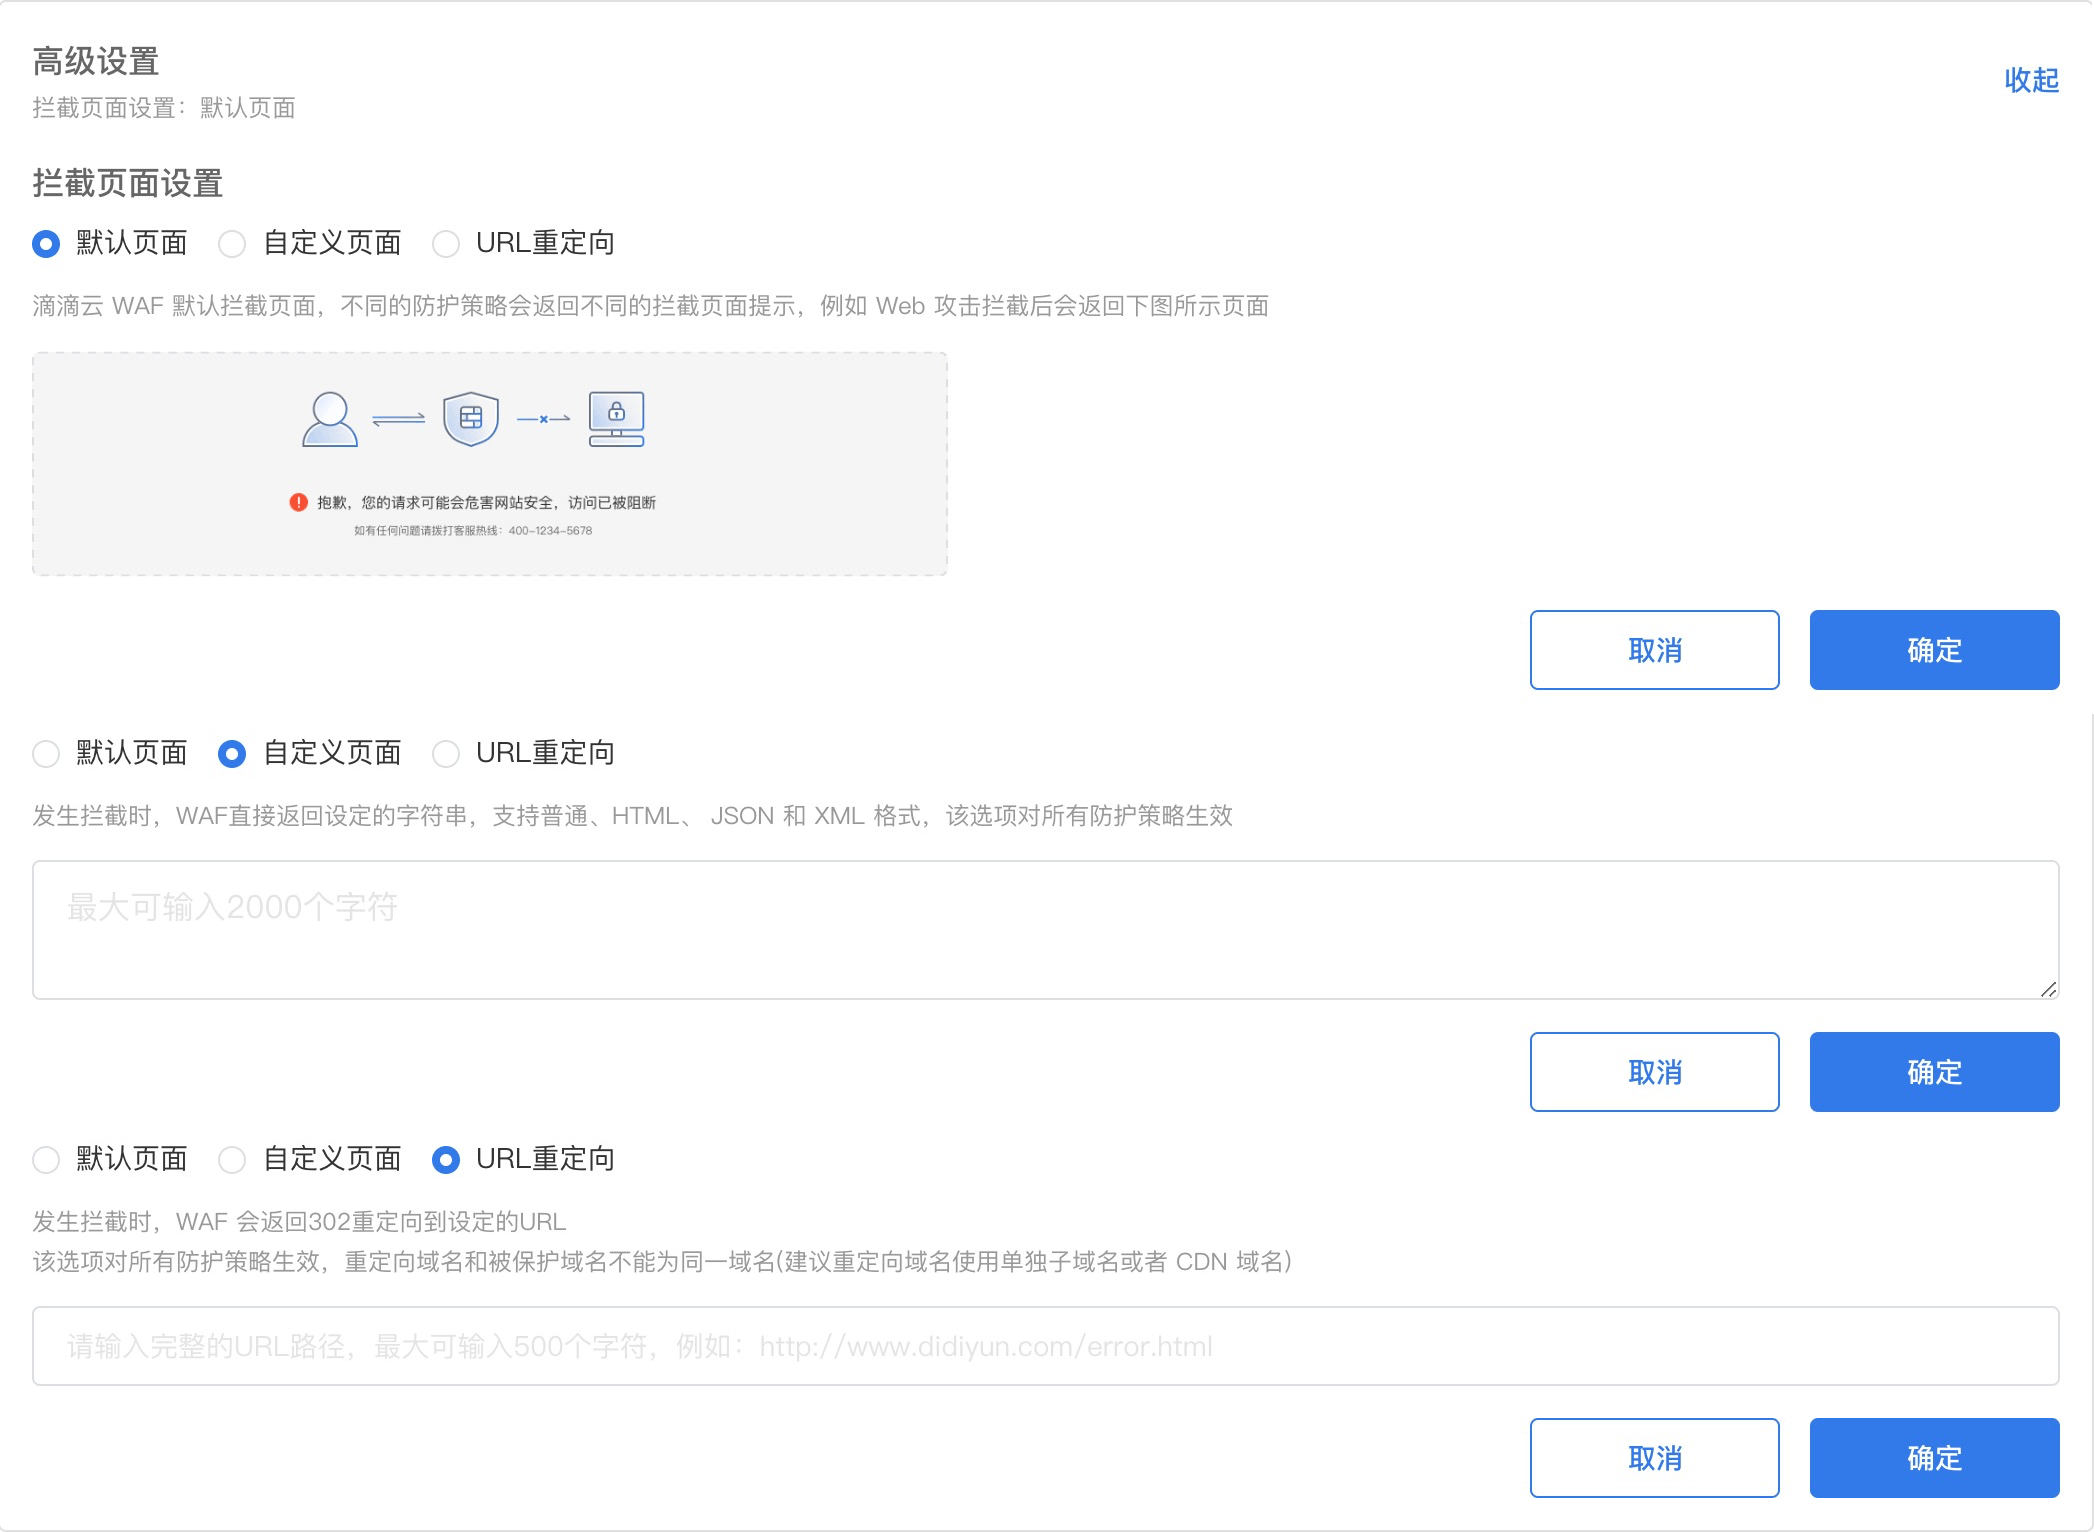 高级设置
收起
拦截页面设置：默认页面
拦截页面设置
默认页面 自定义页面 URL重定向
滴滴云 WAF 默认拦截页面，不同的防护策略会返回不同的拦截页面提示，例如 Web 攻击拦截后会返回下图所示页面
抱歉，您的请求可能会危害网站安全，访问已被阻断
如有任何问题请拨打客服热线：400-1234-5678
取消 确定
默认页面 自定义页面 URL重定向
发生拦截时，WAF直接返回设定的字符串，支持普通、HTML、 JSON 和 XML 格式，该选项对所有防护策略生效
最大可输入2000个字符
取消 确定
默认页面 自定义页面 URL重定向
发生拦截时，WAF 会返回302重定向到设定的URL
该选项对所有防护策略生效，重定向域名和被保护域名不能为同一域名(建议重定向域名使用单独子域名或者 CDN 域名)
请输入完整的URL路径，最大可输入500个字符，例如：http://www.didiyun.com/error.html
取消 确定